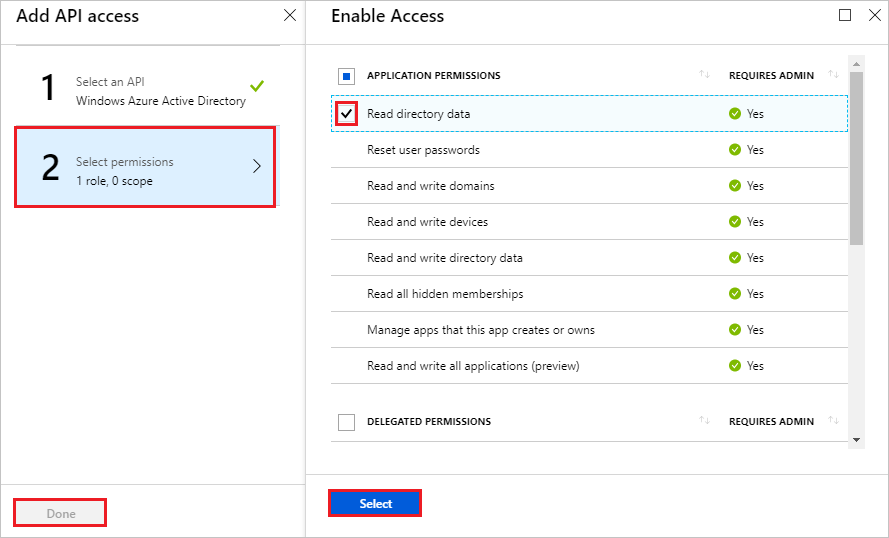 Add API access
1
Select an API
Windows Azure Active Directory
2
Select permissions
1 role, 0 scope
Done
Enable Access
APPLICATION PERMISSIONS REQUIRES ADMIN
Read directory data Yes
Reset user passwords Yes
Read and write domains Yes
Read and write devices Yes
Read and write directory data Yes
Read all hidden memberships Yes
Manage apps that this app creates or owns Yes
Read and write all applications (preview) Yes
DELEGATED PERMISSIONS REQUIRES ADMIN
Select